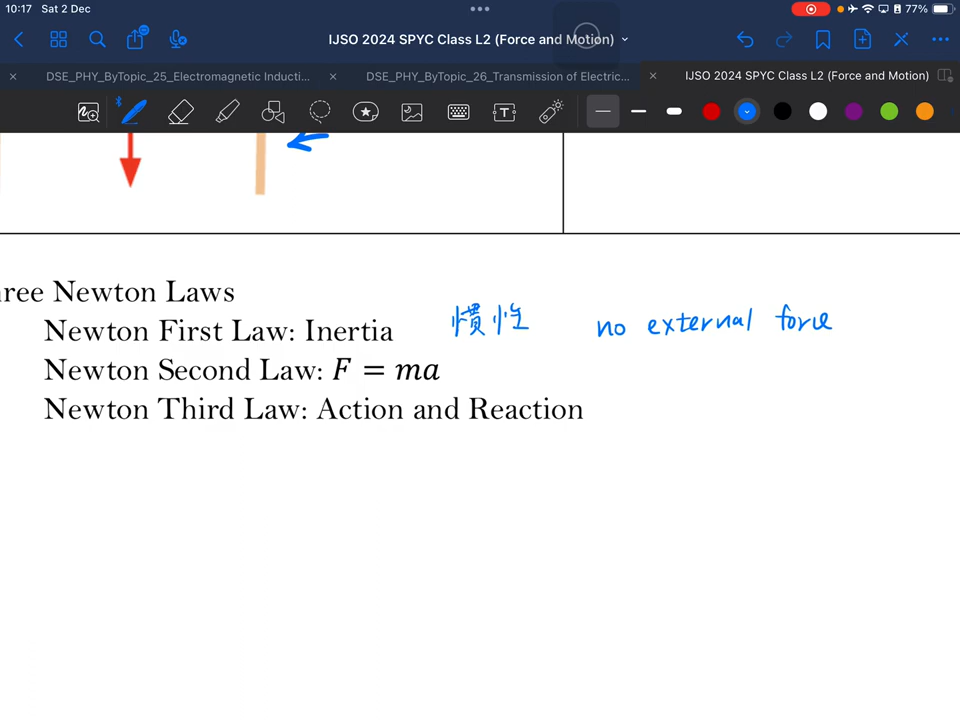 10:17 Sat 2 Dec
77%
IJSO 2024 SPYC Class L2 (Force and Motion)
DSE_PHY_ByTopic_25_Electromagnetic Inducti...
DSE_PHY_ByTopic_26_Transmission of Electric...
IJSO 2024 SPYC Class L2 (Force and Motion)
hree Newton Laws
Newton First Law: Inertia 慣性 no external force
Newton Second Law: F = ma
Newton Third Law: Action and Reaction